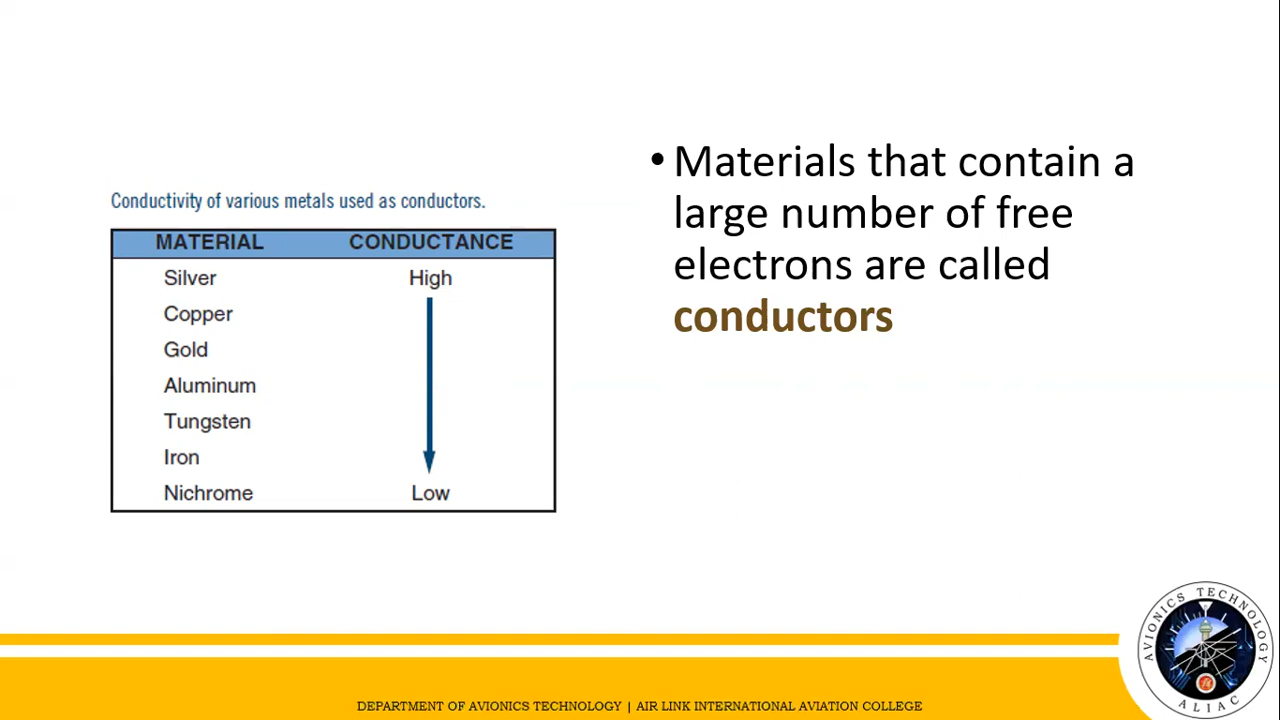 Conductivity of various metals used as conductors.
MATERIAL CONDUCTANCE
Silver High
Copper
Gold
Aluminum
Tungsten
Iron
Nichrome Low
• Materials that contain a
large number of free
electrons are called
conductors
AVIONICS TECHNOLOGY
ALIAC
DEPARTMENT OF AVIONICS TECHNOLOGY | AIR LINK INTERNATIONAL AVIATION COLLEGE